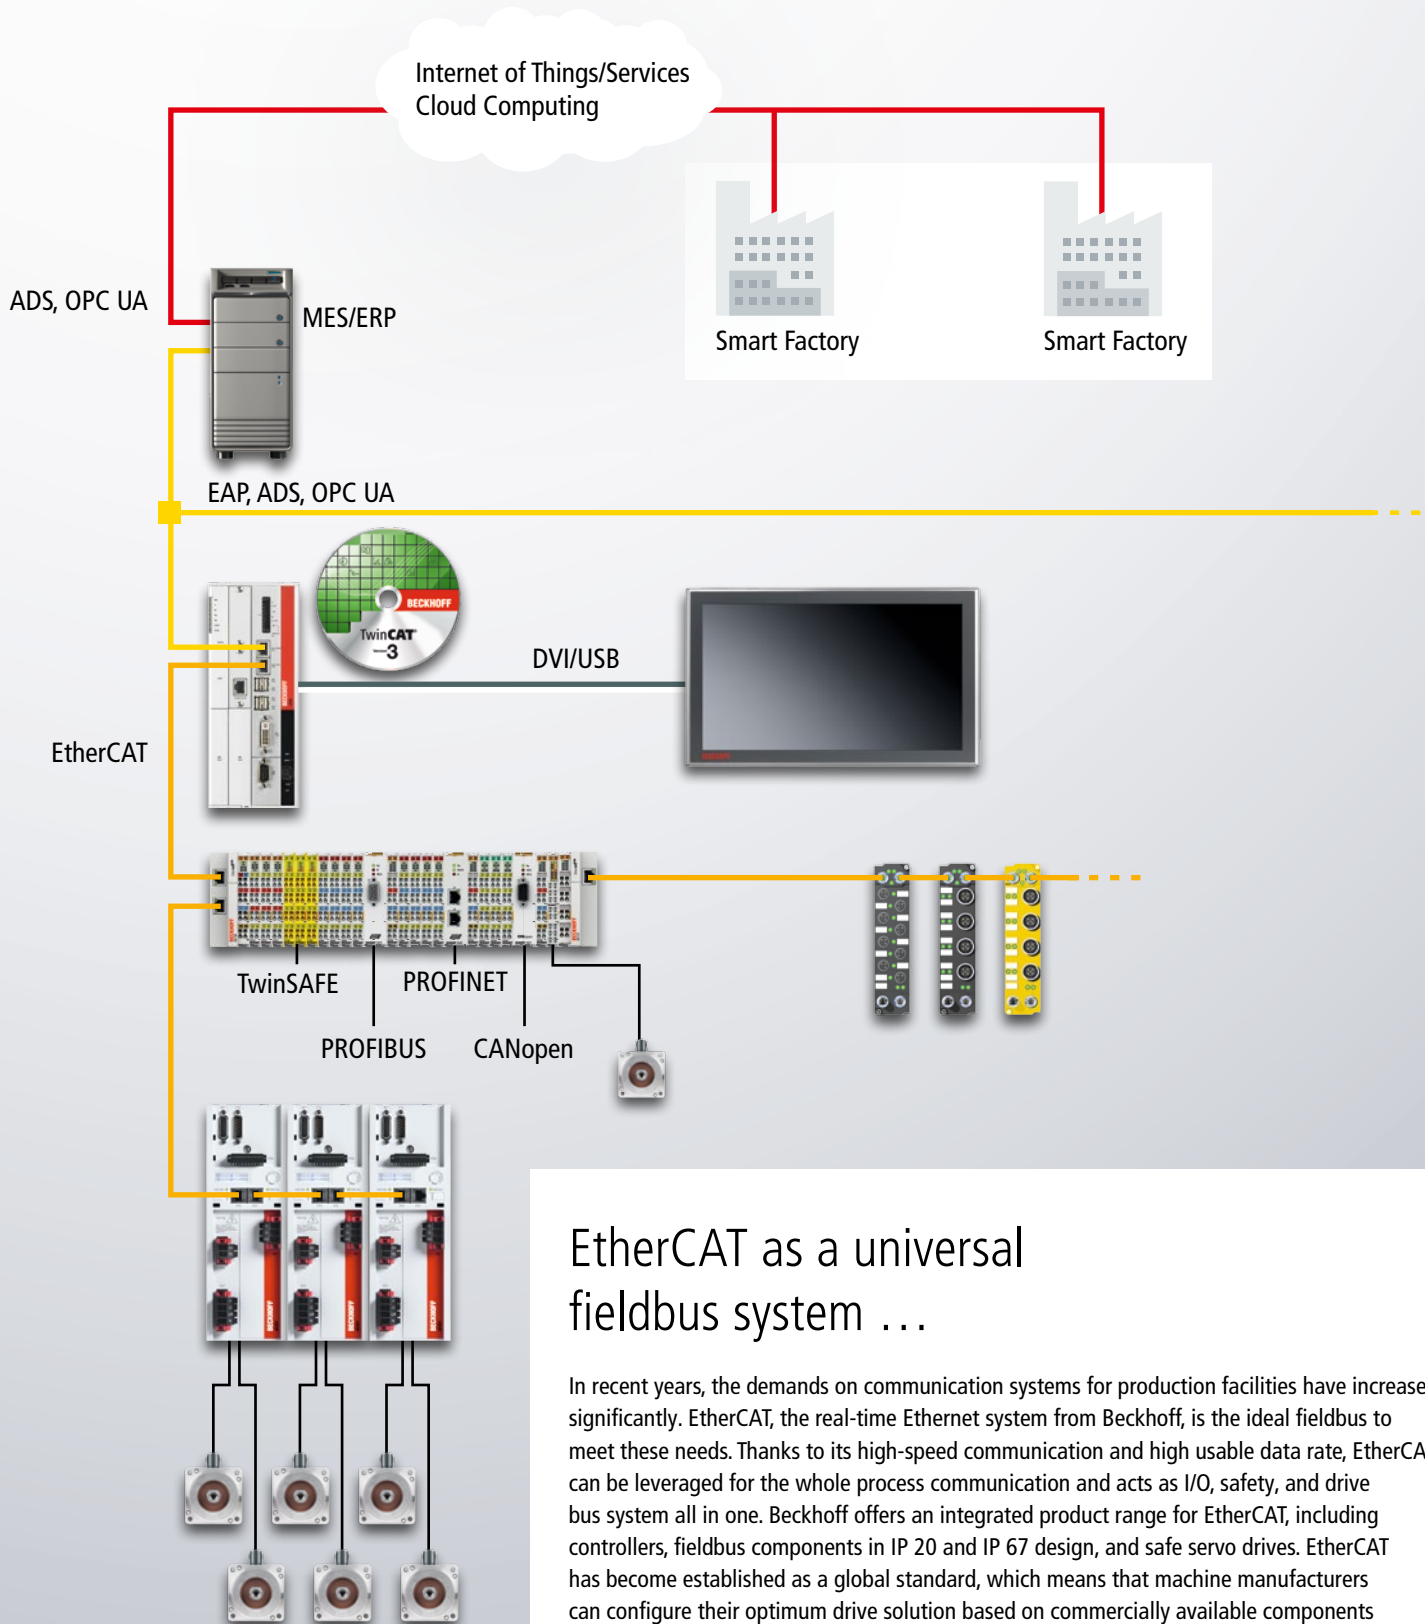 Internet of Things/Services
Cloud Computing
ADS, OPC UA
MES/ERP
Smart Factory
Smart Factory
EAP, ADS, OPC UA
BECKHOFF
TwinCAT
3
DVI/USB
BECKHOFF
EtherCAT
BECKHOFF
BECKHOFF
TwinSAFE
PROFINET
PROFIBUS
CANopen
BECKHOFF
BECKHOFF
BECKHOFF
EtherCAT as a universal
fieldbus system …
In recent years, the demands on communication systems for production facilities have increase
significantly. EtherCAT, the real-time Ethernet system from Beckhoff, is the ideal fieldbus to
meet these needs. Thanks to its high-speed communication and high usable data rate, EtherCA
can be leveraged for the whole process communication and acts as I/O, safety, and drive
bus system all in one. Beckhoff offers an integrated product range for EtherCAT, including
controllers, fieldbus components in IP 20 and IP 67 design, and safe servo drives. EtherCAT
has become established as a global standard, which means that machine manufacturers
can configure their optimum drive solution based on commercially available components